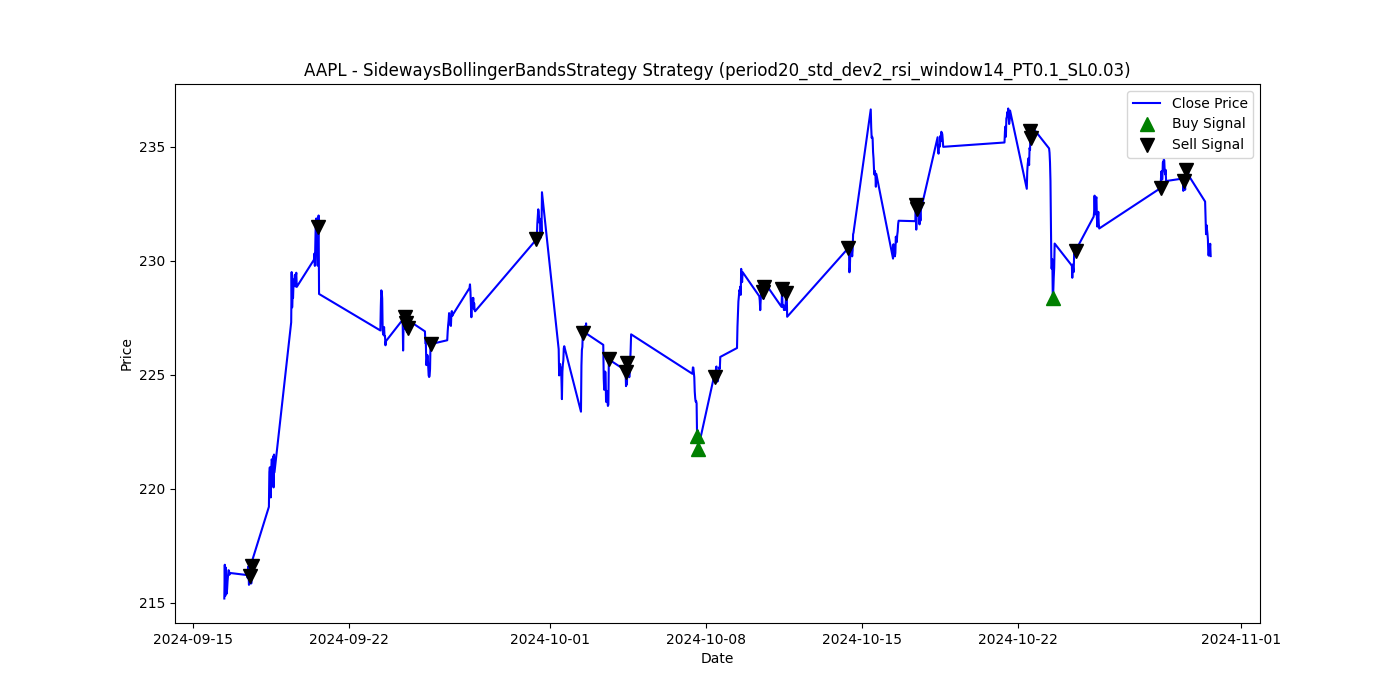 AAPL - SidewaysBollingerBandsStrategy Strategy (period20_std_dev2_rsi_window14_PT0.1_SL0.03)
Close Price
Buy Signal
Sell Signal
Price
235
230
225
220
215
2024-09-15 2024-09-22 2024-10-01 2024-10-08 2024-10-15 2024-10-22 2024-11-01
Date